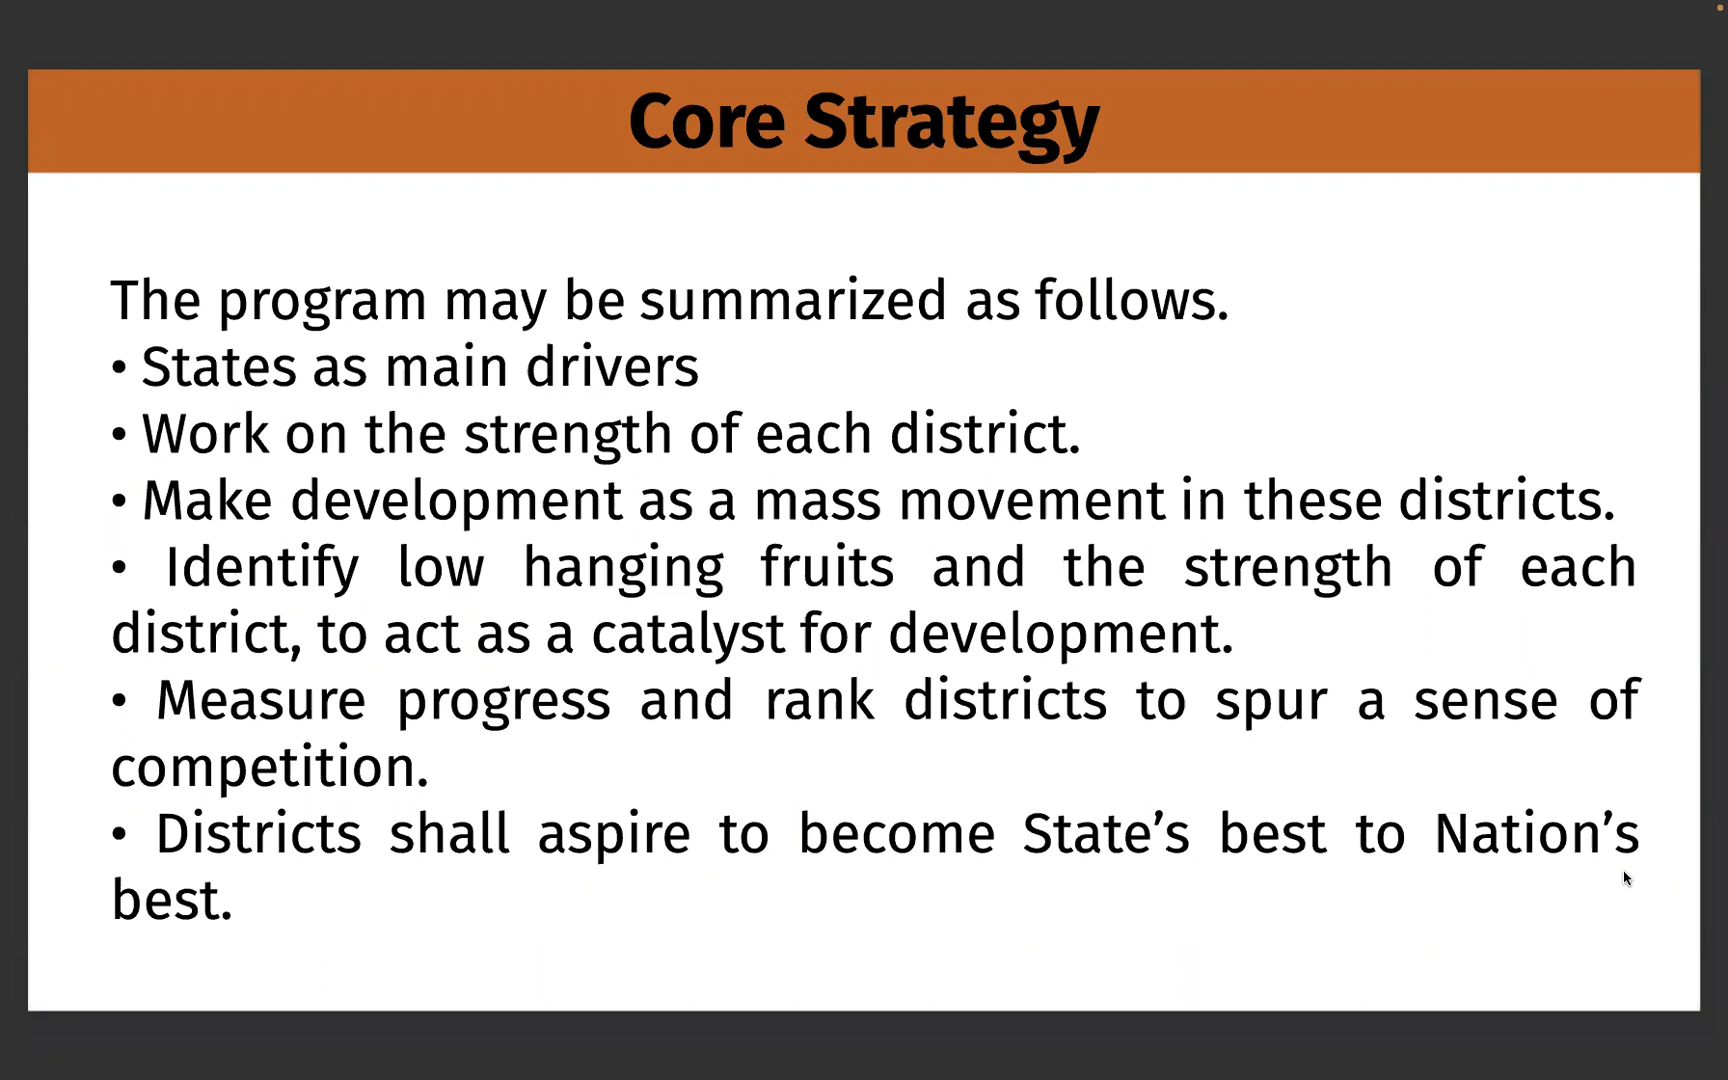 Core Strategy
The program may be summarized as follows.
• States as main drivers
• Work on the strength of each district.
• Make development as a mass movement in these districts.
• Identify low hanging fruits and the strength of each
district, to act as a catalyst for development.
• Measure progress and rank districts to spur a sense of
competition.
• Districts shall aspire to become State’s best to Nation’s
best.